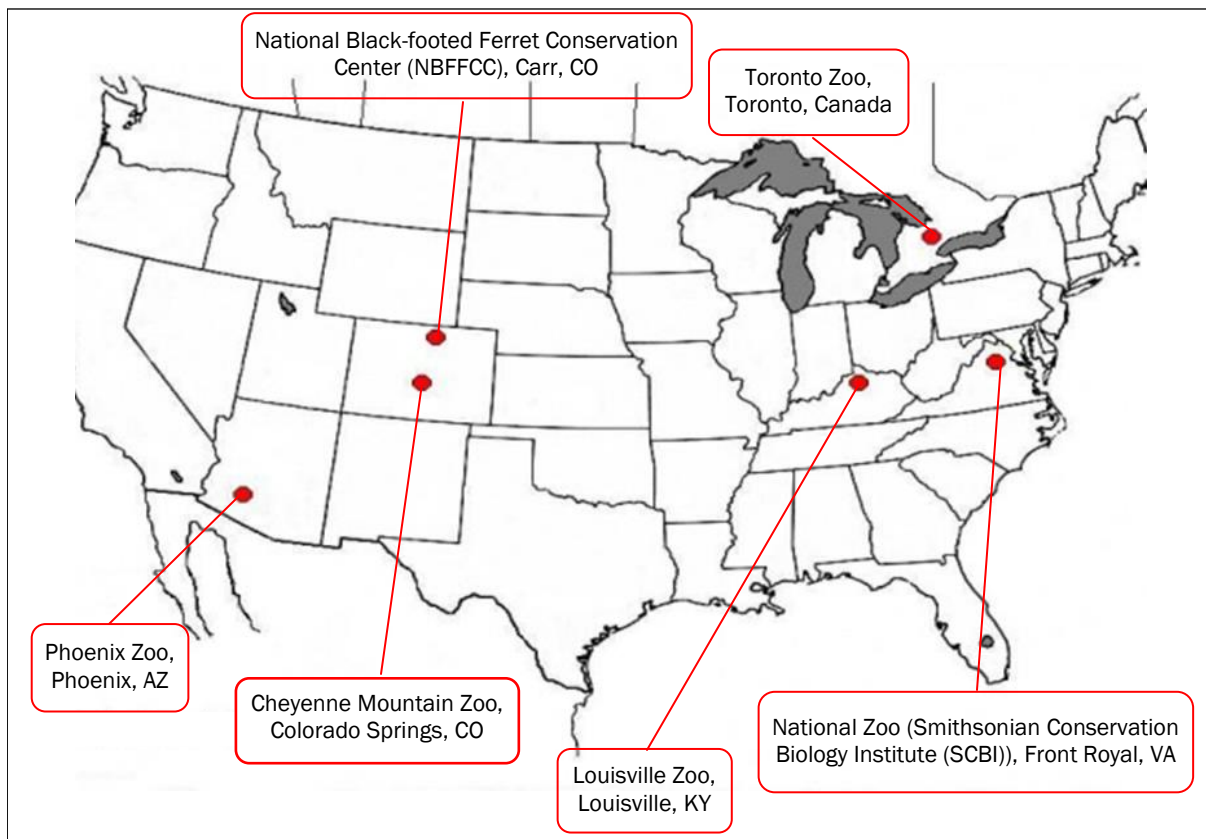 National Black-footed Ferret Conservation
Center (NBFFCC), Carr, CO
Toronto Zoo,
Toronto, Canada
Phoenix Zoo,
Phoenix, AZ
Cheyenne Mountain Zoo,
Colorado Springs, CO
Louisville Zoo,
Louisville, KY
National Zoo (Smithsonian Conservation
Biology Institute (SCBI)), Front Royal, VA